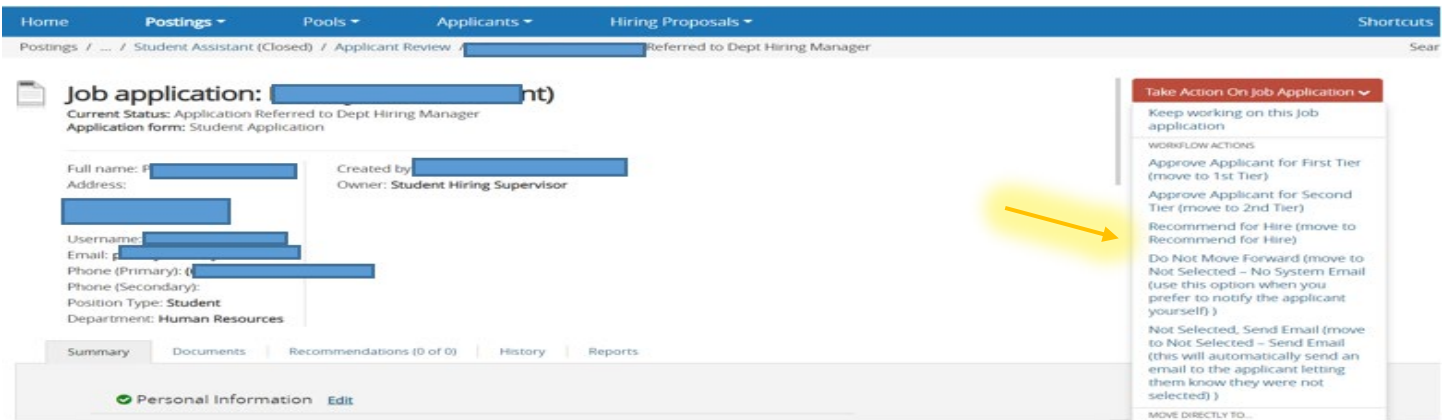 Home Postings Pools Applicants Hiring Proposals Shortcuts
Postings / ... / Student Assistant (Closed) / Applicant Review / Referred to Dept Hiring Manager Sear
Job application: nt)
Current Status: Application Referred to Dept Hiring Manager
Application form: Student Application
Full name: P
Address:
Username:
Email: p
Phone (Primary): (
Phone (Secondary):
Position Type: Student
Department: Human Resources
Created by
Owner: Student Hiring Supervisor
Take Action On Job Application
Keep working on this Job
application
WORKFLOW ACTIONS
Approve Applicant for First Tier
(move to 1st Tier)
Approve Applicant for Second
Tier (move to 2nd Tier)
Recommend for Hire (move to
Recommend for Hire)
Do Not Move Forward (move to
Not Selected – No System Email
(use this option when you
prefer to notify the applicant
yourself) )
Not Selected, Send Email (move
to Not Selected – Send Email
(this will automatically send an
email to the applicant letting
them know they were not
selected) )
MOVE DIRECTLY TO...
Summary Documents Recommendations (0 of 0) History Reports
Personal Information Edit